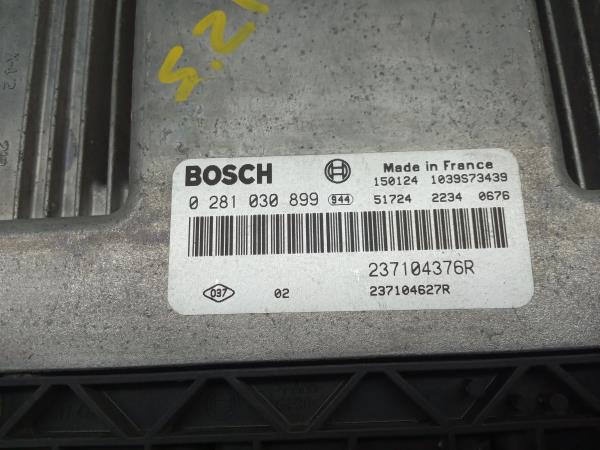 BOSCH Made in France
150124 1039S73439
0 281 030 899 944 51724 2234 0676
237104376R
037 02 237104627R